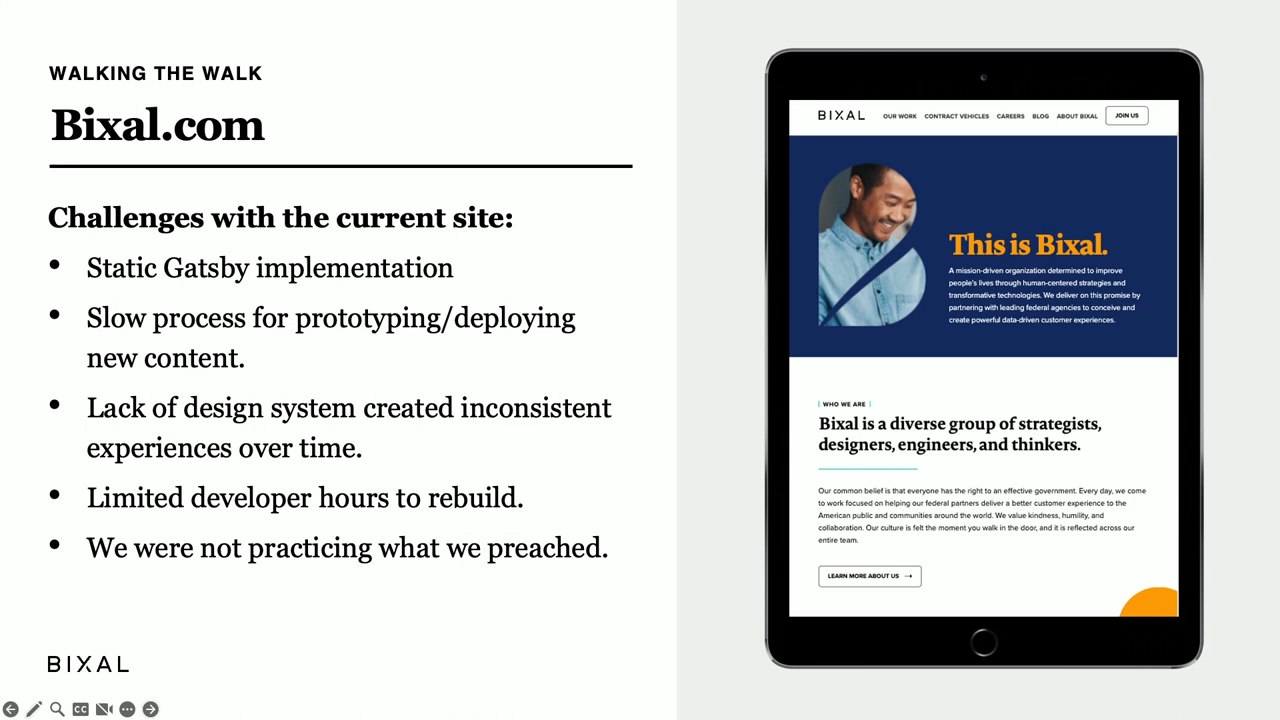 WALKING THE WALK
Bixal.com
Challenges with the current site:
• Static Gatsby implementation
• Slow process for prototyping/deploying
new content.
• Lack of design system created inconsistent
experiences over time.
• Limited developer hours to rebuild.
• We were not practicing what we preached.
BIXAL
CC
BIXAL OUR WORK CONTRACT VEHICLES CAREERS BLOG ABOUT BIXAL JOIN US
This is Bixal.
A mission-driven organization determined to improve
people's lives through human-centered strategies and
transformative technologies. We deliver on this promise by
partnering with leading federal agencies to conceive and
create powerful data-driven customer experiences.
WHO WE ARE
Bixal is a diverse group of strategists,
designers, engineers, and thinkers.
Our common belief is that everyone has the right to an effective government. Every day, we come
to work focused on helping our federal partners deliver a better customer experience to the
American public and communities around the world. We value kindness, humility, and
collaboration. Our culture is felt the moment you walk in the door, and it is reflected across our
entire team.
LEARN MORE ABOUT US →